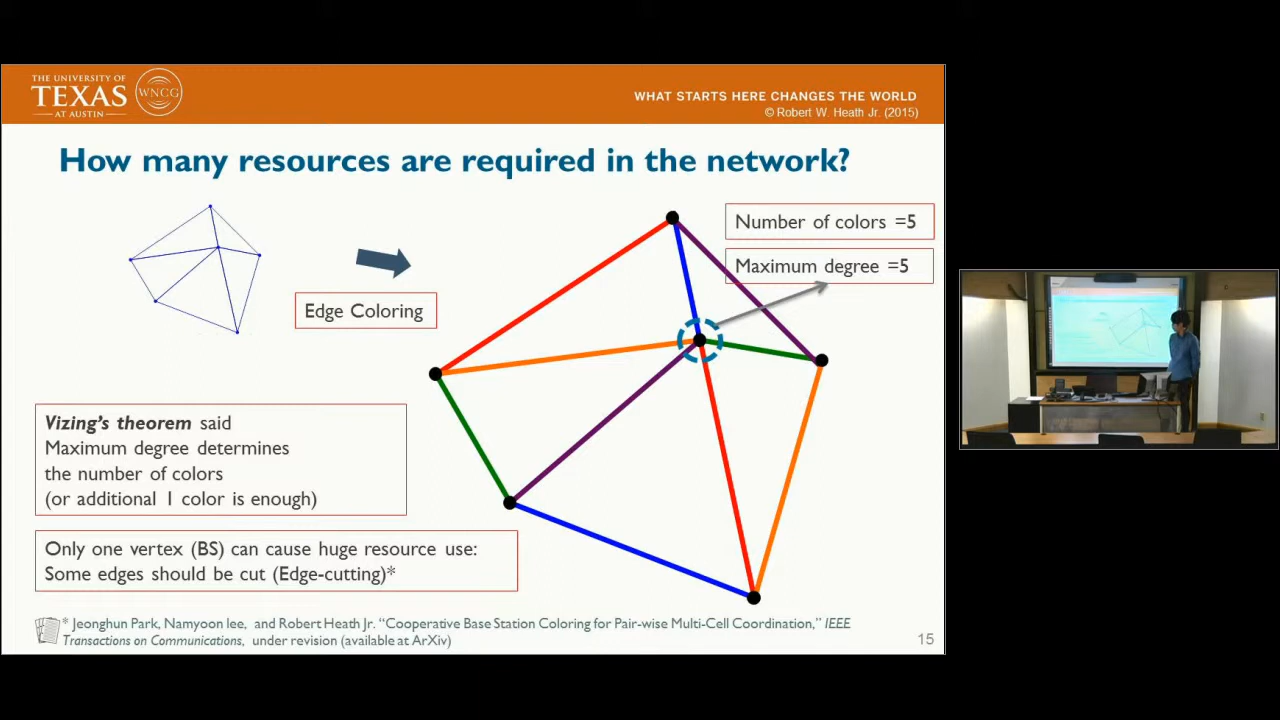 THE UNIVERSITY OF
TEXAS
AT AUSTIN
WNCG
WHAT STARTS HERE CHANGES THE WORLD
© Robert W. Heath Jr. (2015)
How many resources are required in the network?
Number of colors =5
Maximum degree =5
Edge Coloring
Vizing's theorem said
Maximum degree determines
the number of colors
(or additional 1 color is enough)
Only one vertex (BS) can cause huge resource use:
Some edges should be cut (Edge-cutting)*
* Jeonghun Park, Namyoon lee, and Robert Heath Jr. “Cooperative Base Station Coloring for Pair-wise Multi-Cell Coordination,” IEEE
Transactions on Communications, under revision (available at ArXiv)
15